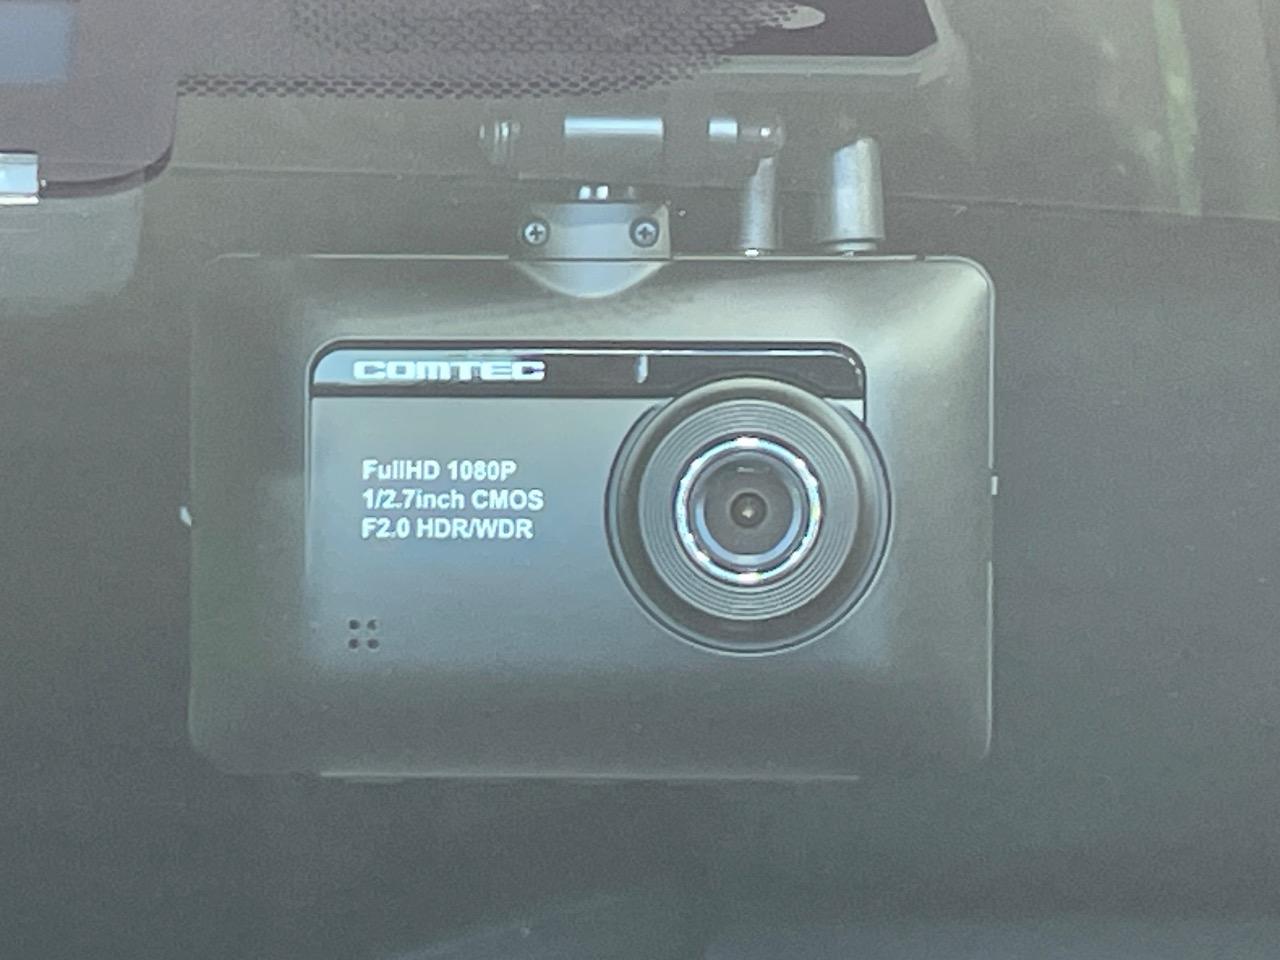 COMTEC
FullHD 1080P
1/2.7inch CMOS
F2.0 HDR/WDR